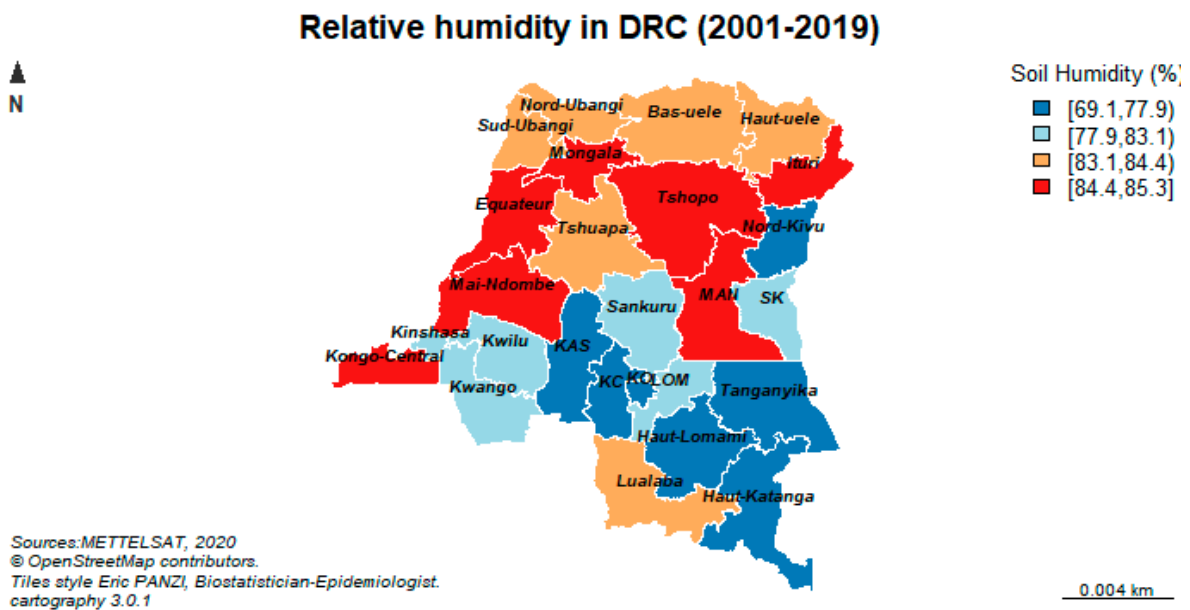 Relative humidity in DRC (2001-2019)
N
Soil Humidity (%)
[69.1,77.9)
[77.9,83.1)
[83.1,84.4)
[84.4,85.3]
Nord-Ubangi
Sud-Ubangi
Bas-uele
Haut-uele
Mongala
Ituri
Equateur
Tshopo
Tshuapa
Nord-Kivu
Mai-Ndombe
Sankuru
MAN
SK
Kinshasa
Kwilu
KAS
Kongo-Central
Kwango
KC
KO
LOM
Tanganyika
Haut-Lomami
Lualaba
Haut-Katanga
Sources:METTELSAT, 2020
© OpenStreetMap contributors.
Tiles style Eric PANZI, Biostatistician-Epidemiologist.
cartography 3.0.1
0.004 km